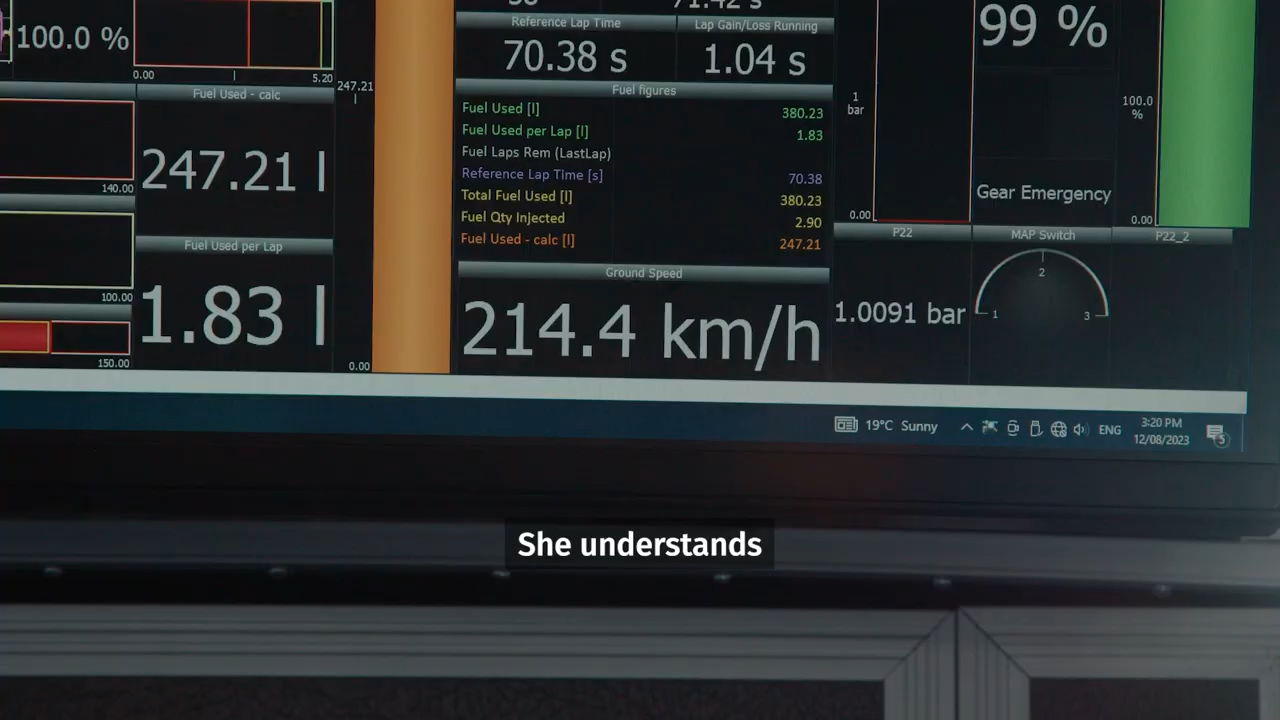 100.0 %
0.00
5.20
Fuel Used - calc
247.21 l
140.00
Fuel Used per Lap
1.83 l
100.00
150.00
247.21
0.00
Reference Lap Time
70.38 s
Lap Gain/Loss Running
1.04 s
Fuel figures
Fuel Used [l] 380.23
Fuel Used per Lap [l] 1.83
Fuel Laps Rem (LastLap)
Reference Lap Time [s] 70.38
Total Fuel Used [l] 380.23
Fuel Qty Injected 2.90
Fuel Used - calc [l] 247.21
Ground Speed
214.4 km/h
1
bar
0.00
P22
1.0091 bar
99 %
Gear Emergency
MAP Switch
1
2
3
100.0
%
0.00
P22_2
19°C Sunny
ENG
3:20 PM
12/08/2023
5
She understands